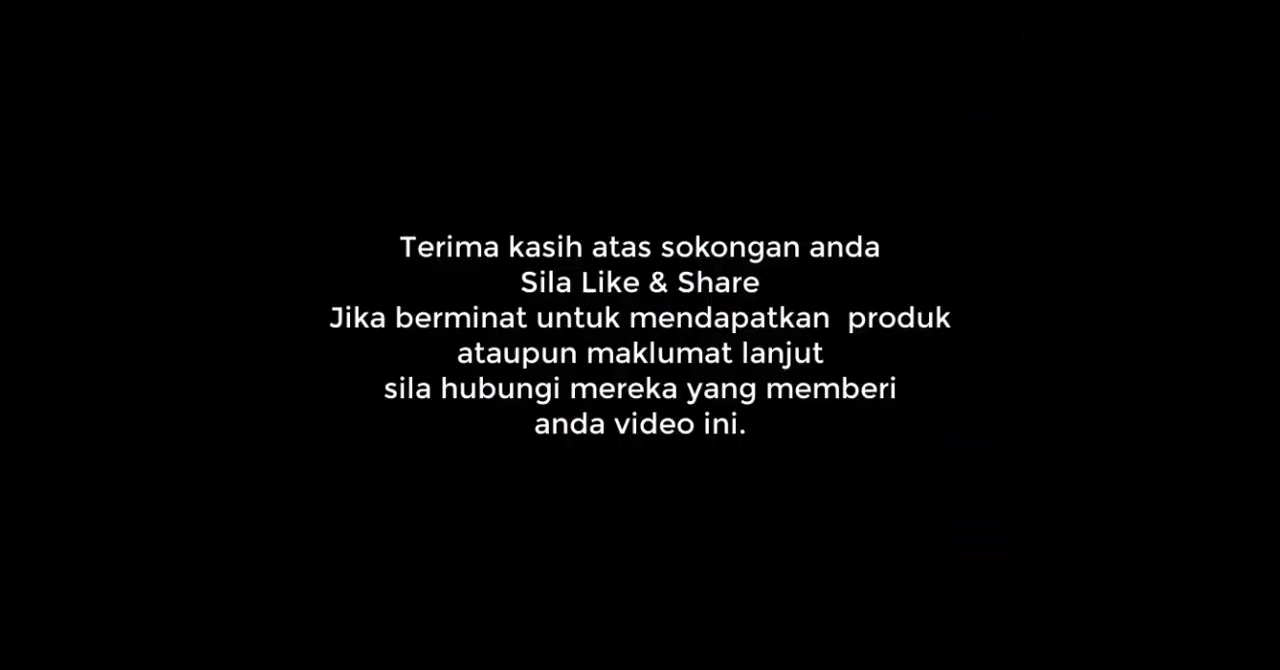 Terima kasih atas sokongan anda
Sila Like & Share
Jika berminat untuk mendapatkan  produk
ataupun maklumat lanjut
sila hubungi mereka yang memberi
anda video ini.